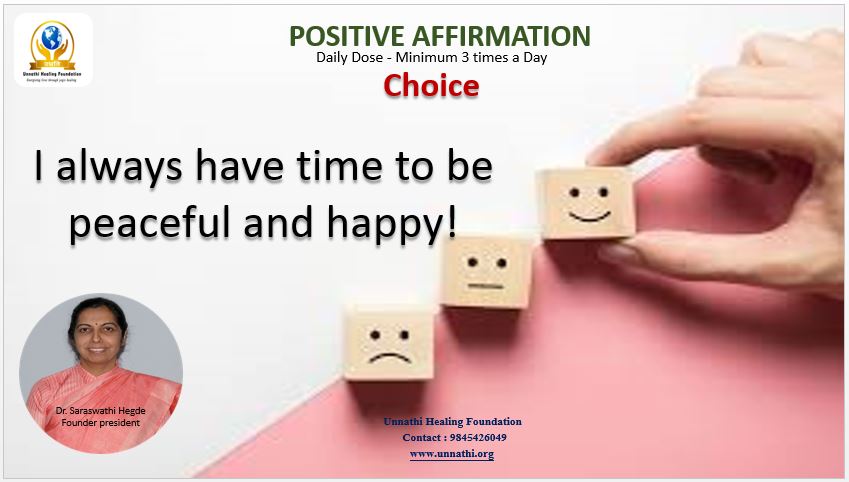 POSITIVE AFFIRMATION
Daily Dose - Minimum 3 times a Day
Choice
Unnathi Healing Foundation
I always have time to be
peaceful and happy!
Dr. Saraswathi Hegde
Founder president
Unnathi Healing Foundation
Contact : 9845426049
www.unnathi.org